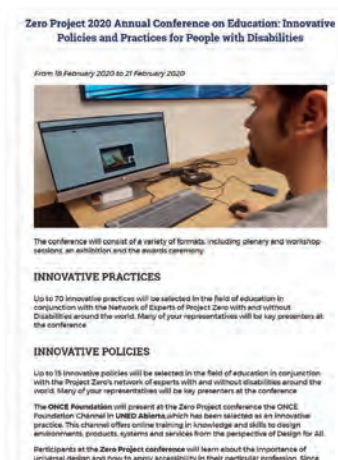 Zero Project 2020 Annual Conference on Education: Innovative
Policies and Practices for People with Disabilities
From 18 February 2020 to 21 February 2020
The conference will consist of a variety of formats, including plenary and workshop
sessions, an exhibition and the awards ceremony.
INNOVATIVE PRACTICES
Up to 70 innovative practices will be selected in the field of education in
conjunction with the Network of Experts of Project Zero with and without
Disabilities around the world. Many of your representatives will be key presenters at
the conference
INNOVATIVE POLICIES
Up to 15 innovative policies will be selected in the field of education in conjunction
with the Project Zero's network of experts with and without disabilities around the
world. Many of your representatives will be key presenters at the conference
The ONCE Foundation will present at the Zero Project conference the ONCE
Foundation Channel in UNED Abierta, which has been selected as an innovative
practice. This channel offers online training in knowledge and skills to design
environments, products, systems and services from the perspective of Design for All.
Participants at the Zero Project conference will learn about the importance of
universal design and how to apply accessibility in their particular profession. Since